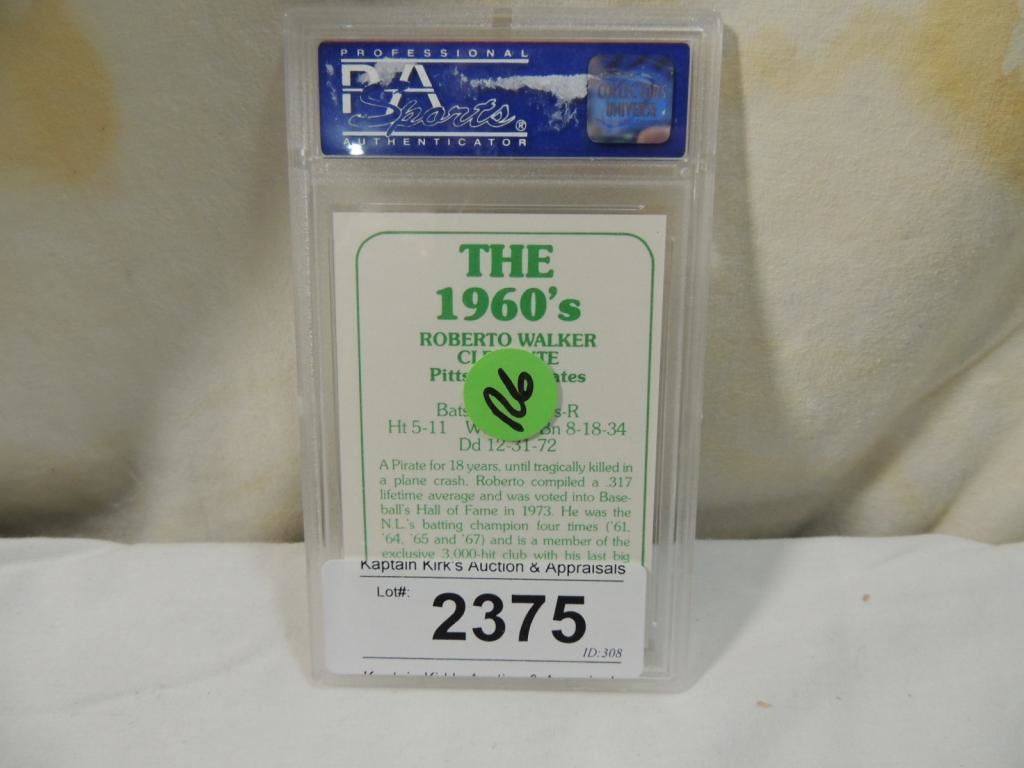 PROFESSIONAL
PSA
Sports®
AUTHENTICATOR
COLLECTORS
UNIVERSE
THE
1960's
ROBERTO WALKER
Ht 5-11 Bn 8-18-34
Dd 12-31-72
A Pirate for 18 years, until tragically killed in
a plane crash. Roberto compiled a .317
lifetime average and was voted into Base-
ball's Hall of Fame in 1973. He was the
N.L.'s batting champion four times ('61,
'64, '65 and '67) and is a member of the
exclusive 3,000-hit club with his last big
Kaptain Kirk's Auction & Appraisals
Lot#:
2375
ID:308